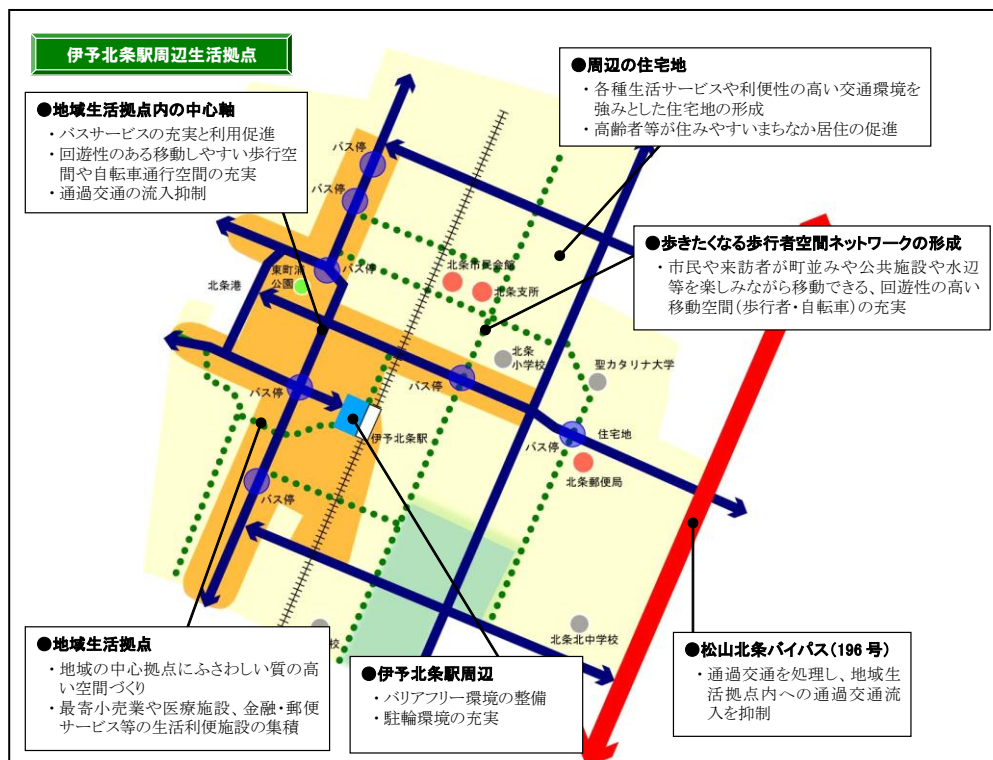 伊予北条駅周辺生活拠点
●地域生活拠点内の中心軸
・バスサービスの充実と利用促進
・回遊性のある移動しやすい歩行空
間や自転車通行空間の充実
・通過交通の流入抑制
●周辺の住宅地
・各種生活サービスや利便性の高い交通環境を
強みとした住宅地の形成
・高齢者等が住みやすいまちなか居住の促進
●歩きたくなる歩行者空間ネットワークの形成
・市民や来訪者が町並みや公共施設や水辺
等を楽しみながら移動できる、回遊性の高い
移動空間(歩行者・自転車)の充実
バス停
バス停
バス停
東町浦
公園
北条港
北条市民会館
北条支所
北条
小学校
聖カタリナ大学
バス停
バス停
伊予北条駅
住宅地
バス停
北条郵便局
バス停
北条北中学校
校
●地域生活拠点
・地域の中心拠点にふさわしい質の高
い空間づくり
・最寄小売業や医療施設、金融・郵便
サービス等の生活利便施設の集積
●伊予北条駅周辺
・バリアフリー環境の整備
・駐輪環境の充実
●松山北条バイパス(196号)
・通過交通を処理し、地域生
活拠点内への通過交通流
入を抑制